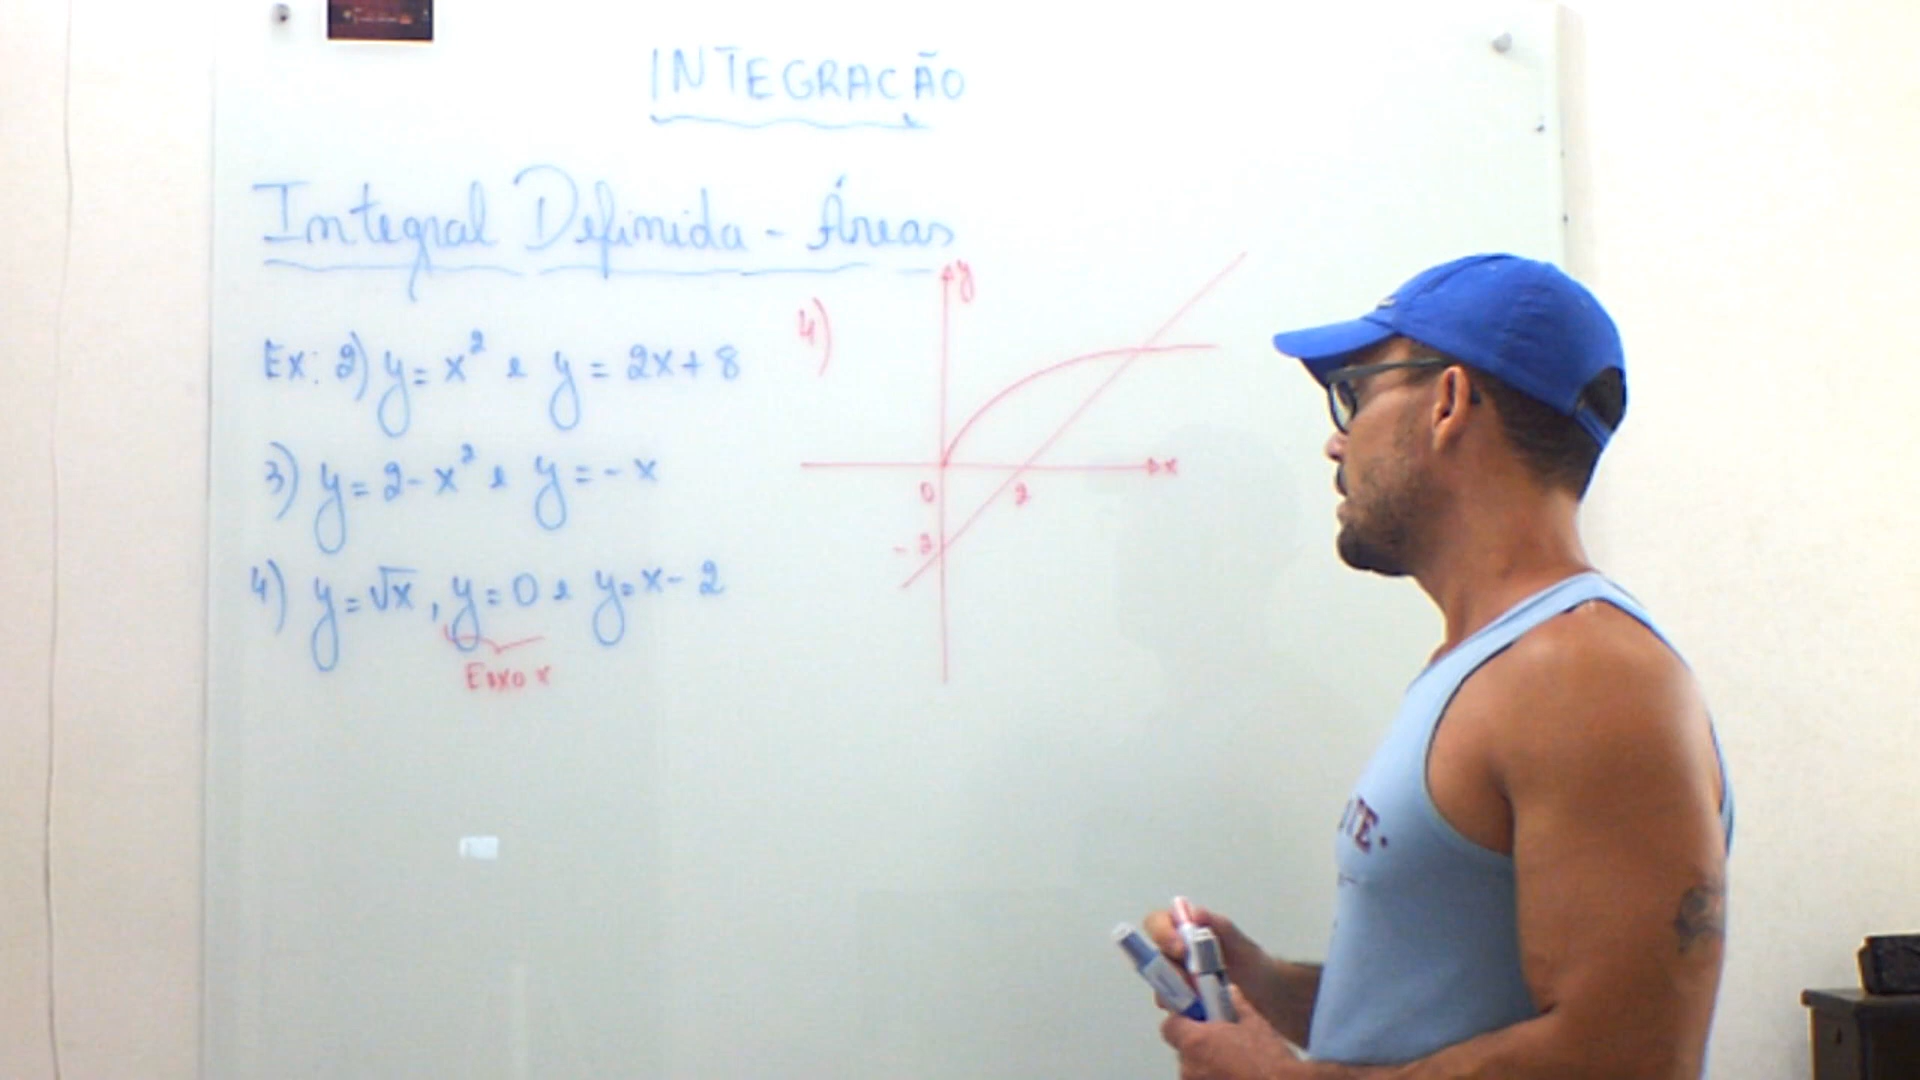 INTEGRAÇÃO
Integral Definida - Áreas
Ex: 2) y = x² e y = 2x + 8
3) y = 2 - x² e y = - x
4) y = √x , y = 0 e y = x - 2
Eixo x
4)
y
x
0
2
- 2